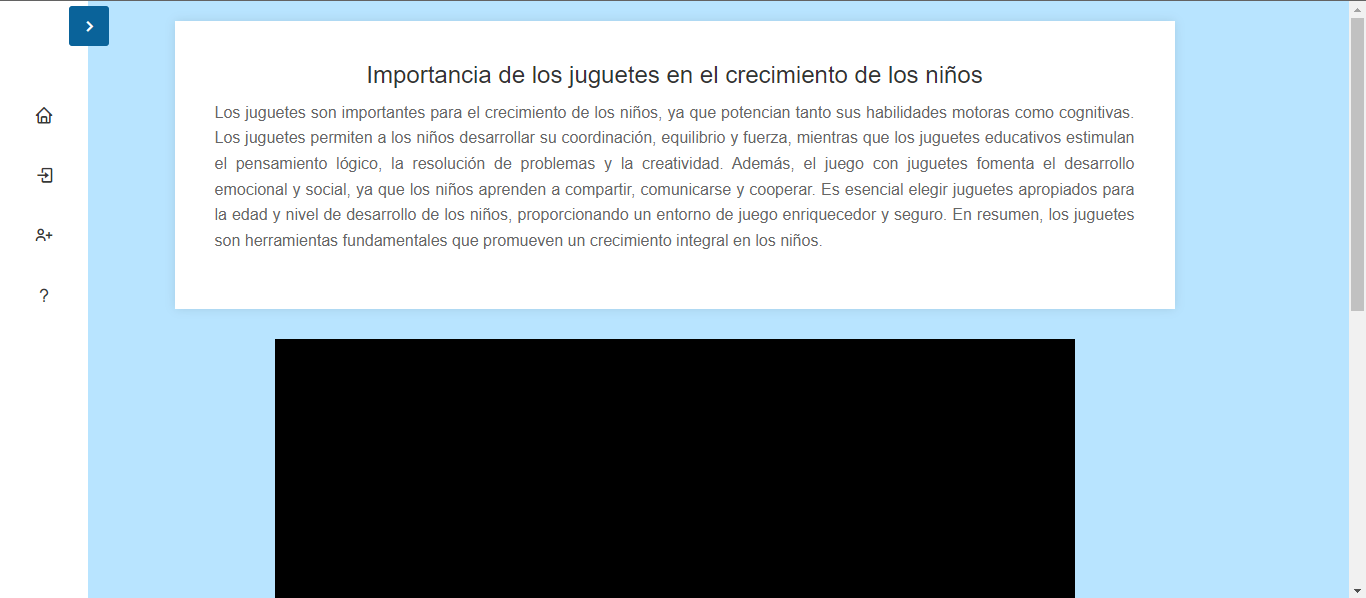 Importancia de los juguetes en el crecimiento de los niños
Los juguetes son importantes para el crecimiento de los niños, ya que potencian tanto sus habilidades motoras como cognitivas.
Los juguetes permiten a los niños desarrollar su coordinación, equilibrio y fuerza, mientras que los juguetes educativos estimulan
el pensamiento lógico, la resolución de problemas y la creatividad. Además, el juego con juguetes fomenta el desarrollo
emocional y social, ya que los niños aprenden a compartir, comunicarse y cooperar. Es esencial elegir juguetes apropiados para
la edad y nivel de desarrollo de los niños, proporcionando un entorno de juego enriquecedor y seguro. En resumen, los juguetes
son herramientas fundamentales que promueven un crecimiento integral en los niños.